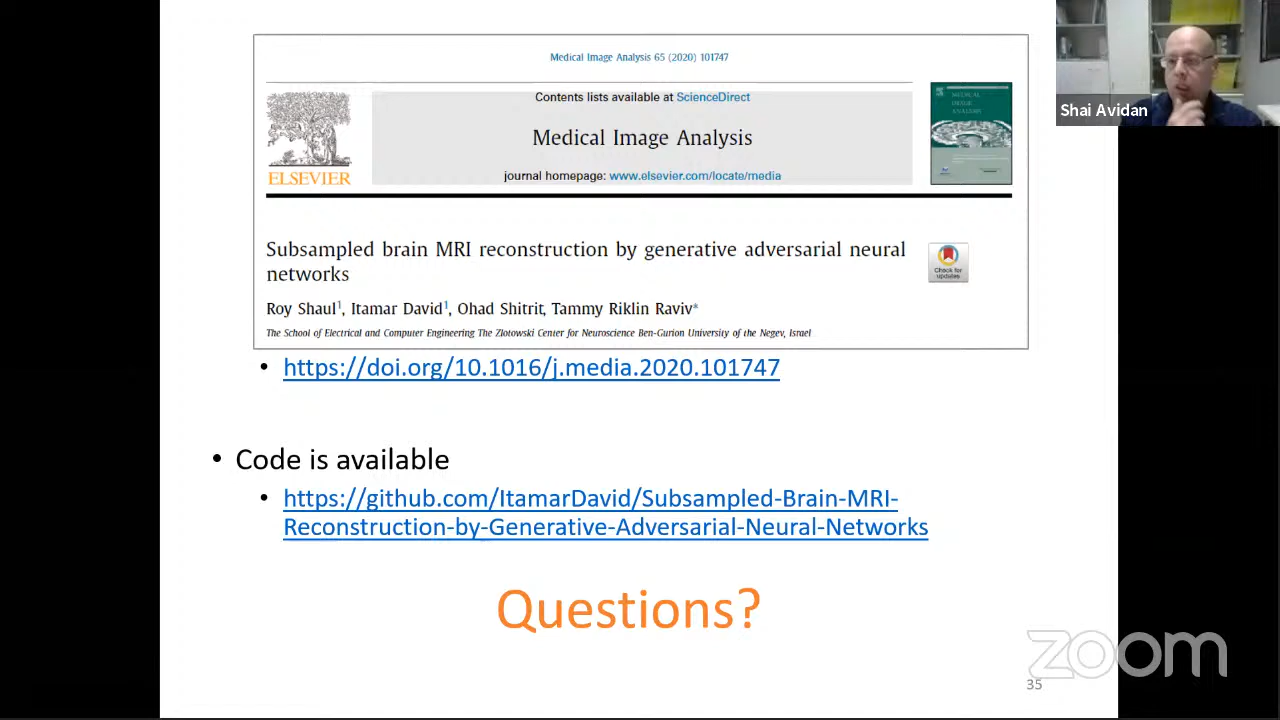 Medical Image Analysis 65 (2020) 101747
Contents lists available at ScienceDirect
Medical Image Analysis
journal homepage: www.elsevier.com/locate/media
ELSEVIER
Subsampled brain MRI reconstruction by generative adversarial neural
networks
Check for
updates
Roy Shaul¹, Itamar David¹, Ohad Shitrit, Tammy Riklin Raviv*
The School of Electrical and Computer Engineering The Zlotowski Center for Neuroscience Ben-Gurion University of the Negev, Israel
• https://doi.org/10.1016/j.media.2020.101747
• Code is available
• https://github.com/ItamarDavid/Subsampled-Brain-MRI-
Reconstruction-by-Generative-Adversarial-Neural-Networks
Questions?
35
Shai Avidan
zoom